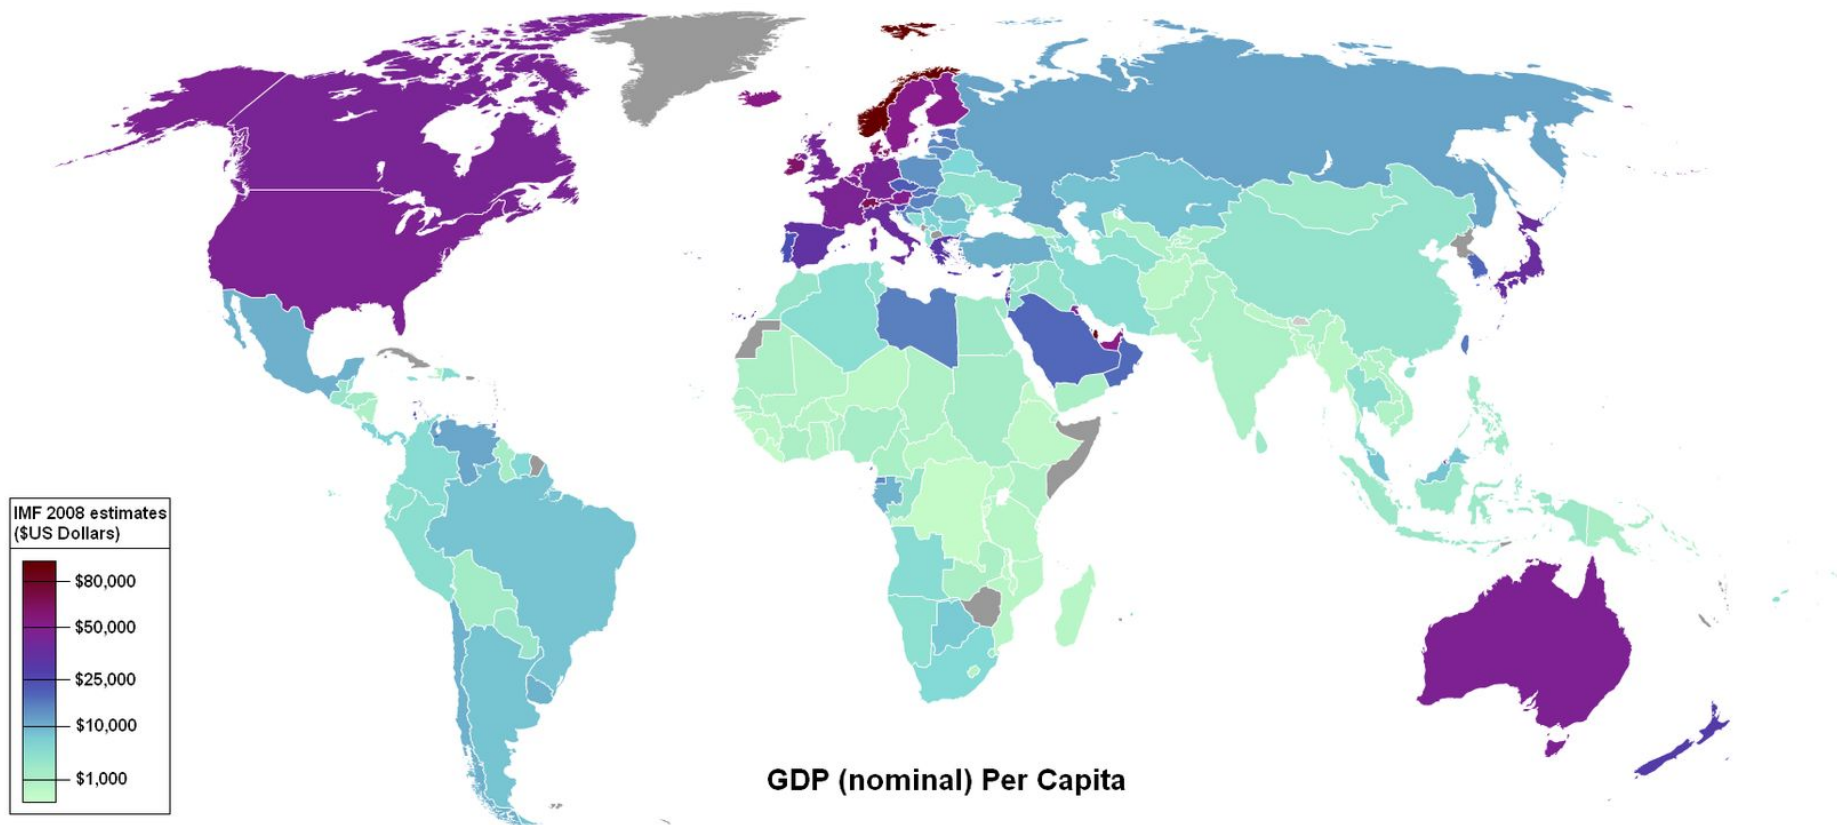 IMF 2008 estimates
($US Dollars)
$80,000
$50,000
$25,000
$10,000
$1,000
GDP (nominal) Per Capita